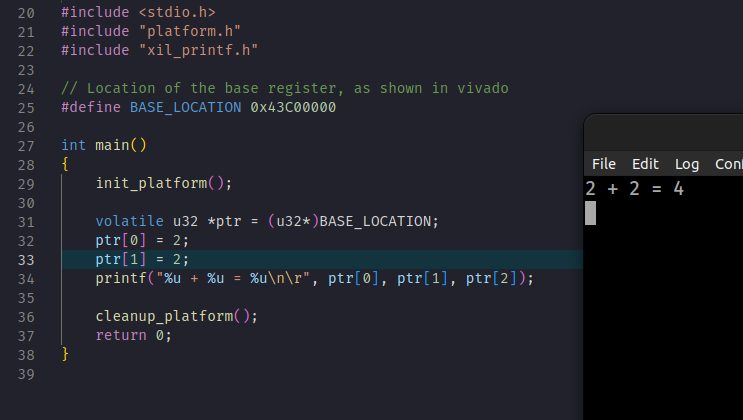 20 #include <stdio.h>
21 #include "platform.h"
22 #include "xil_printf.h"
23
24 // Location of the base register, as shown in vivado
25 #define BASE_LOCATION 0x43C00000
26
27 int main()
28 {
29     init_platform();
30
31     volatile u32 *ptr = (u32*)BASE_LOCATION;
32     ptr[0] = 2;
33     ptr[1] = 2;
34     printf("%u + %u = %u\n\r", ptr[0], ptr[1], ptr[2]);
35
36     cleanup_platform();
37     return 0;
38 }
39
File Edit Log
2 + 2 = 4